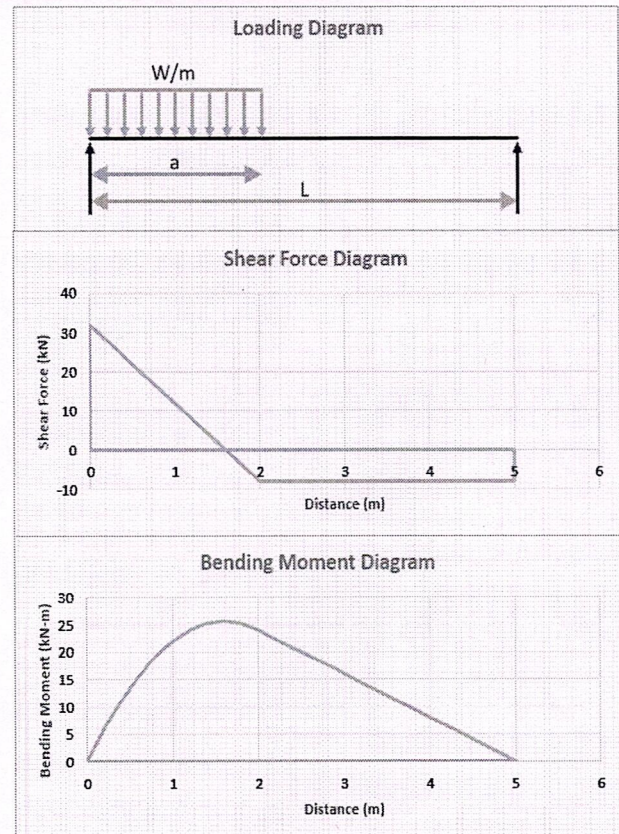 Loading Diagram
W/m
a
L
Shear Force Diagram
Shear Force (kN)
40
30
20
10
0
-10
0 1 2 3 4 5 6
Distance (m)
Bending Moment Diagram
Bending Moment (kN-m)
30
25
20
15
10
5
0
0 1 2 3 4 5 6
Distance (m)